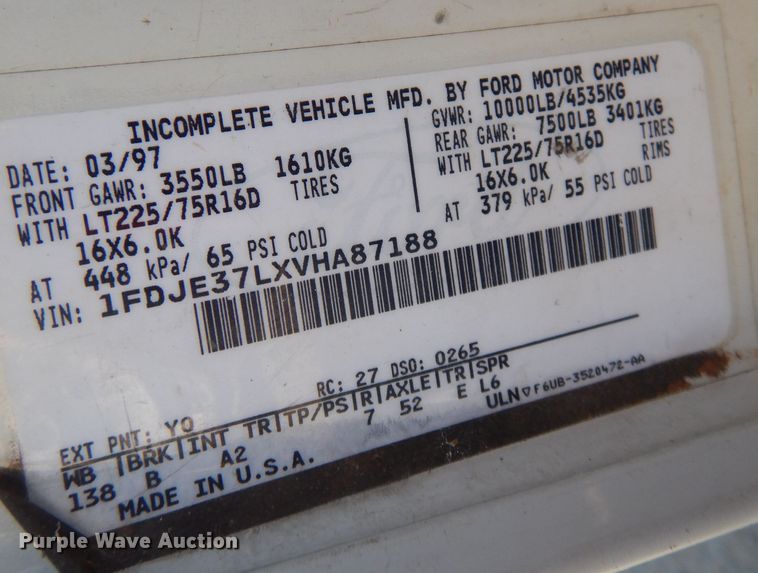 INCOMPLETE VEHICLE MFD. BY FORD MOTOR COMPANY
DATE: 03/97
GVWR: 10000LB/4535KG
FRONT GAWR: 3550LB 1610KG
REAR GAWR: 7500LB 3401KG
WITH LT225/75R16D TIRES
WITH LT225/75R16D TIRES
16X6.0K
16X6.0K RIMS
AT 448 kPa/ 65 PSI COLD
AT 379 kPa/ 55 PSI COLD
VIN: 1FDJE37LXVHA87188
RC: 27 DSO: 0265
EXT PNT: YO
WB |BRK|INT TR|TP/PS|R|AXLE|TR|SPR
138 B A2 7 52 E L6
MADE IN U.S.A.
ULN▽F6UB-3520472-AA
Purple Wave Auction